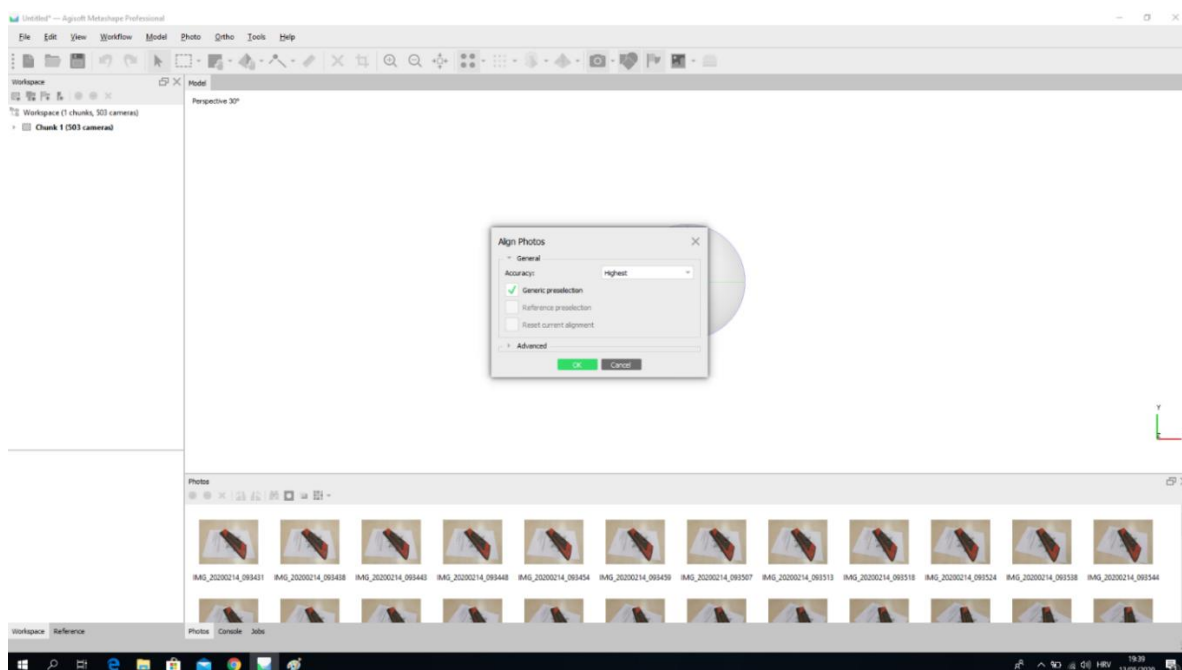 Untitled* — Agisoft Metashape Professional
File Edit View Workflow Model Photo Ortho Tools Help
Workspace
Model
Workspace (1 chunks, 503 cameras)
Chunk 1 (503 cameras)
Perspective 30°
Align Photos
General
Accuracy: Highest
Generic preselection
Reference preselection
Reset current alignment
Advanced
OK Cancel
Y
Photos
IMG_20200214_093431 IMG_20200214_093438 IMG_20200214_093443 IMG_20200214_093448 IMG_20200214_093454 IMG_20200214_093459 IMG_20200214_093507 IMG_20200214_093513 IMG_20200214_093518 IMG_20200214_093524 IMG_20200214_093538 IMG_20200214_093544
Workspace Reference
Photos Console Jobs
HRV
19:39